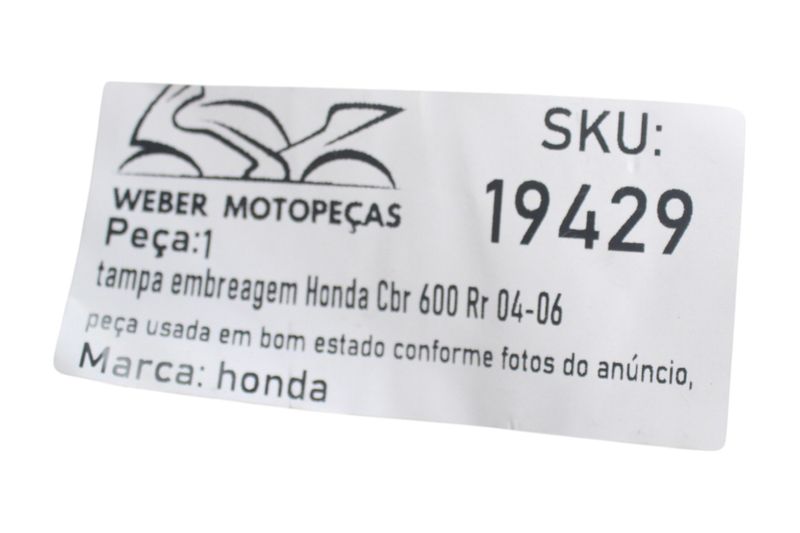 WEBER MOTOPEÇAS
SKU:
19429
Peça:1
tampa embreagem Honda Cbr 600 Rr 04-06
peça usada em bom estado conforme fotos do anúncio,
Marca: honda